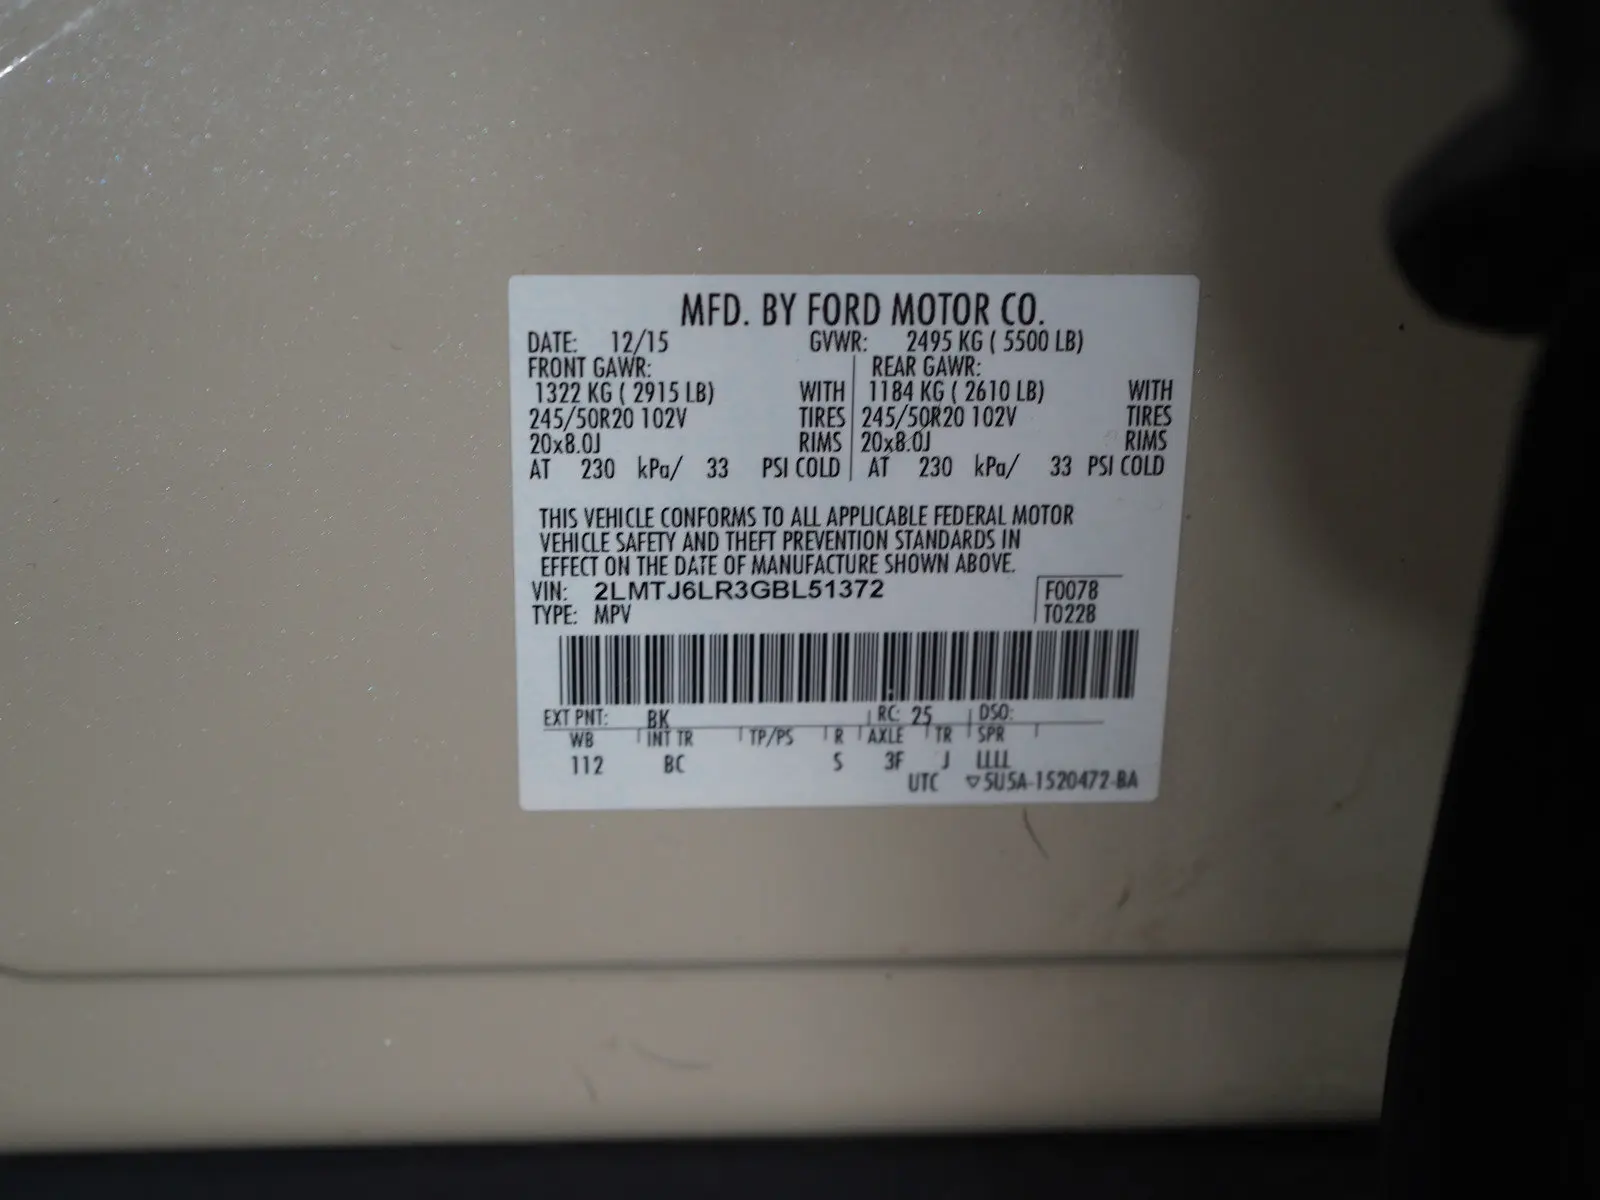 MFD. BY FORD MOTOR CO.
DATE: 12/15 GVWR: 2495 KG ( 5500 LB)
FRONT GAWR: REAR GAWR:
1322 KG ( 2915 LB) WITH 1184 KG ( 2610 LB) WITH
245/50R20 102V TIRES 245/50R20 102V TIRES
20x8.0J RIMS 20x8.0J RIMS
AT 230 kPa/ 33 PSI COLD AT 230 kPa/ 33 PSI COLD
THIS VEHICLE CONFORMS TO ALL APPLICABLE FEDERAL MOTOR
VEHICLE SAFETY AND THEFT PREVENTION STANDARDS IN
EFFECT ON THE DATE OF MANUFACTURE SHOWN ABOVE.
VIN: 2LMTJ6LR3GBL51372 F0078
TYPE: MPV T0228
EXT PNT: BK RC: 25 DSO:
WB INT TR TP/PS R AXLE TR SPR
112 BC S 3F J LLLL
UTC ▽5U5A-1520472-BA